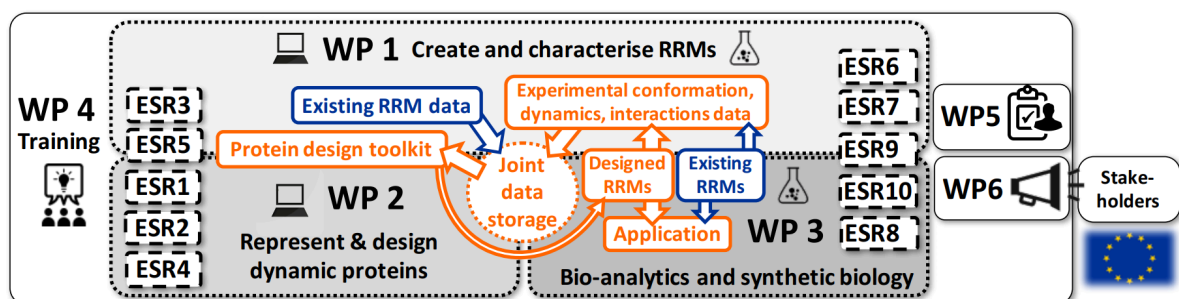 WP 1 Create and characterise RRMs
WP 4
Training
ESR3
ESR5
ESR1
ESR2
ESR4
Existing RRM data
Experimental conformation,
dynamics, interactions data
Protein design toolkit
Joint
data
storage
Designed
RRMs
Existing
RRMs
Application
WP 2
Represent & design
dynamic proteins
WP 3
Bio-analytics and synthetic biology
ESR6
ESR7
ESR9
ESR10
ESR8
WP5
WP6
Stake-
holders